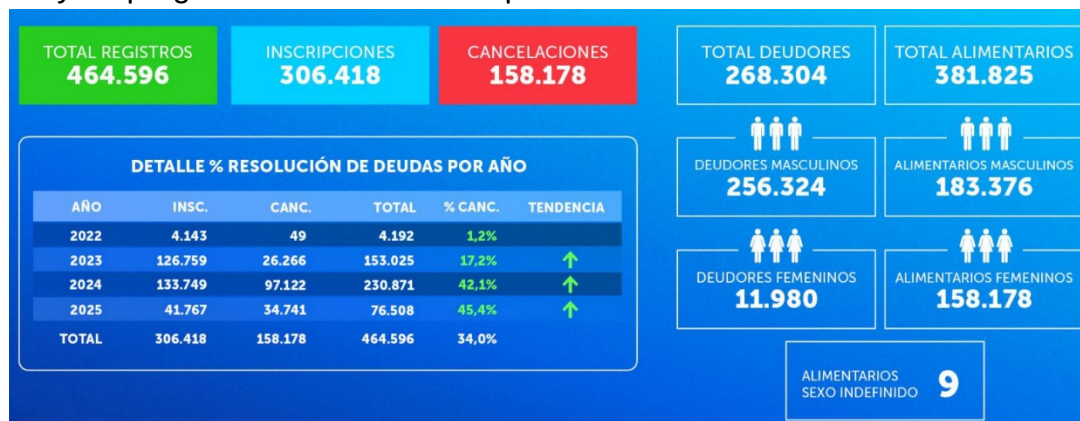 TOTAL REGISTROS
464.596
INSCRIPCIONES
306.418
CANCELACIONES
158.178
TOTAL DEUDORES
268.304
TOTAL ALIMENTARIOS
381.825
DETALLE % RESOLUCIÓN DE DEUDAS POR AÑO
AÑO INSC. CANC. TOTAL % CANC. TENDENCIA
2022 4.143 49 4.192 1,2%
2023 126.759 26.266 153.025 17,2%
2024 133.749 97.122 230.871 42,1%
2025 41.767 34.741 76.508 45,4%
TOTAL 306.418 158.178 464.596 34,0%
DEUDORES MASCULINOS
256.324
ALIMENTARIOS MASCULINOS
183.376
DEUDORES FEMENINOS
11.980
ALIMENTARIOS FEMENINOS
158.178
ALIMENTARIOS
SEXO INDEFINIDO
9